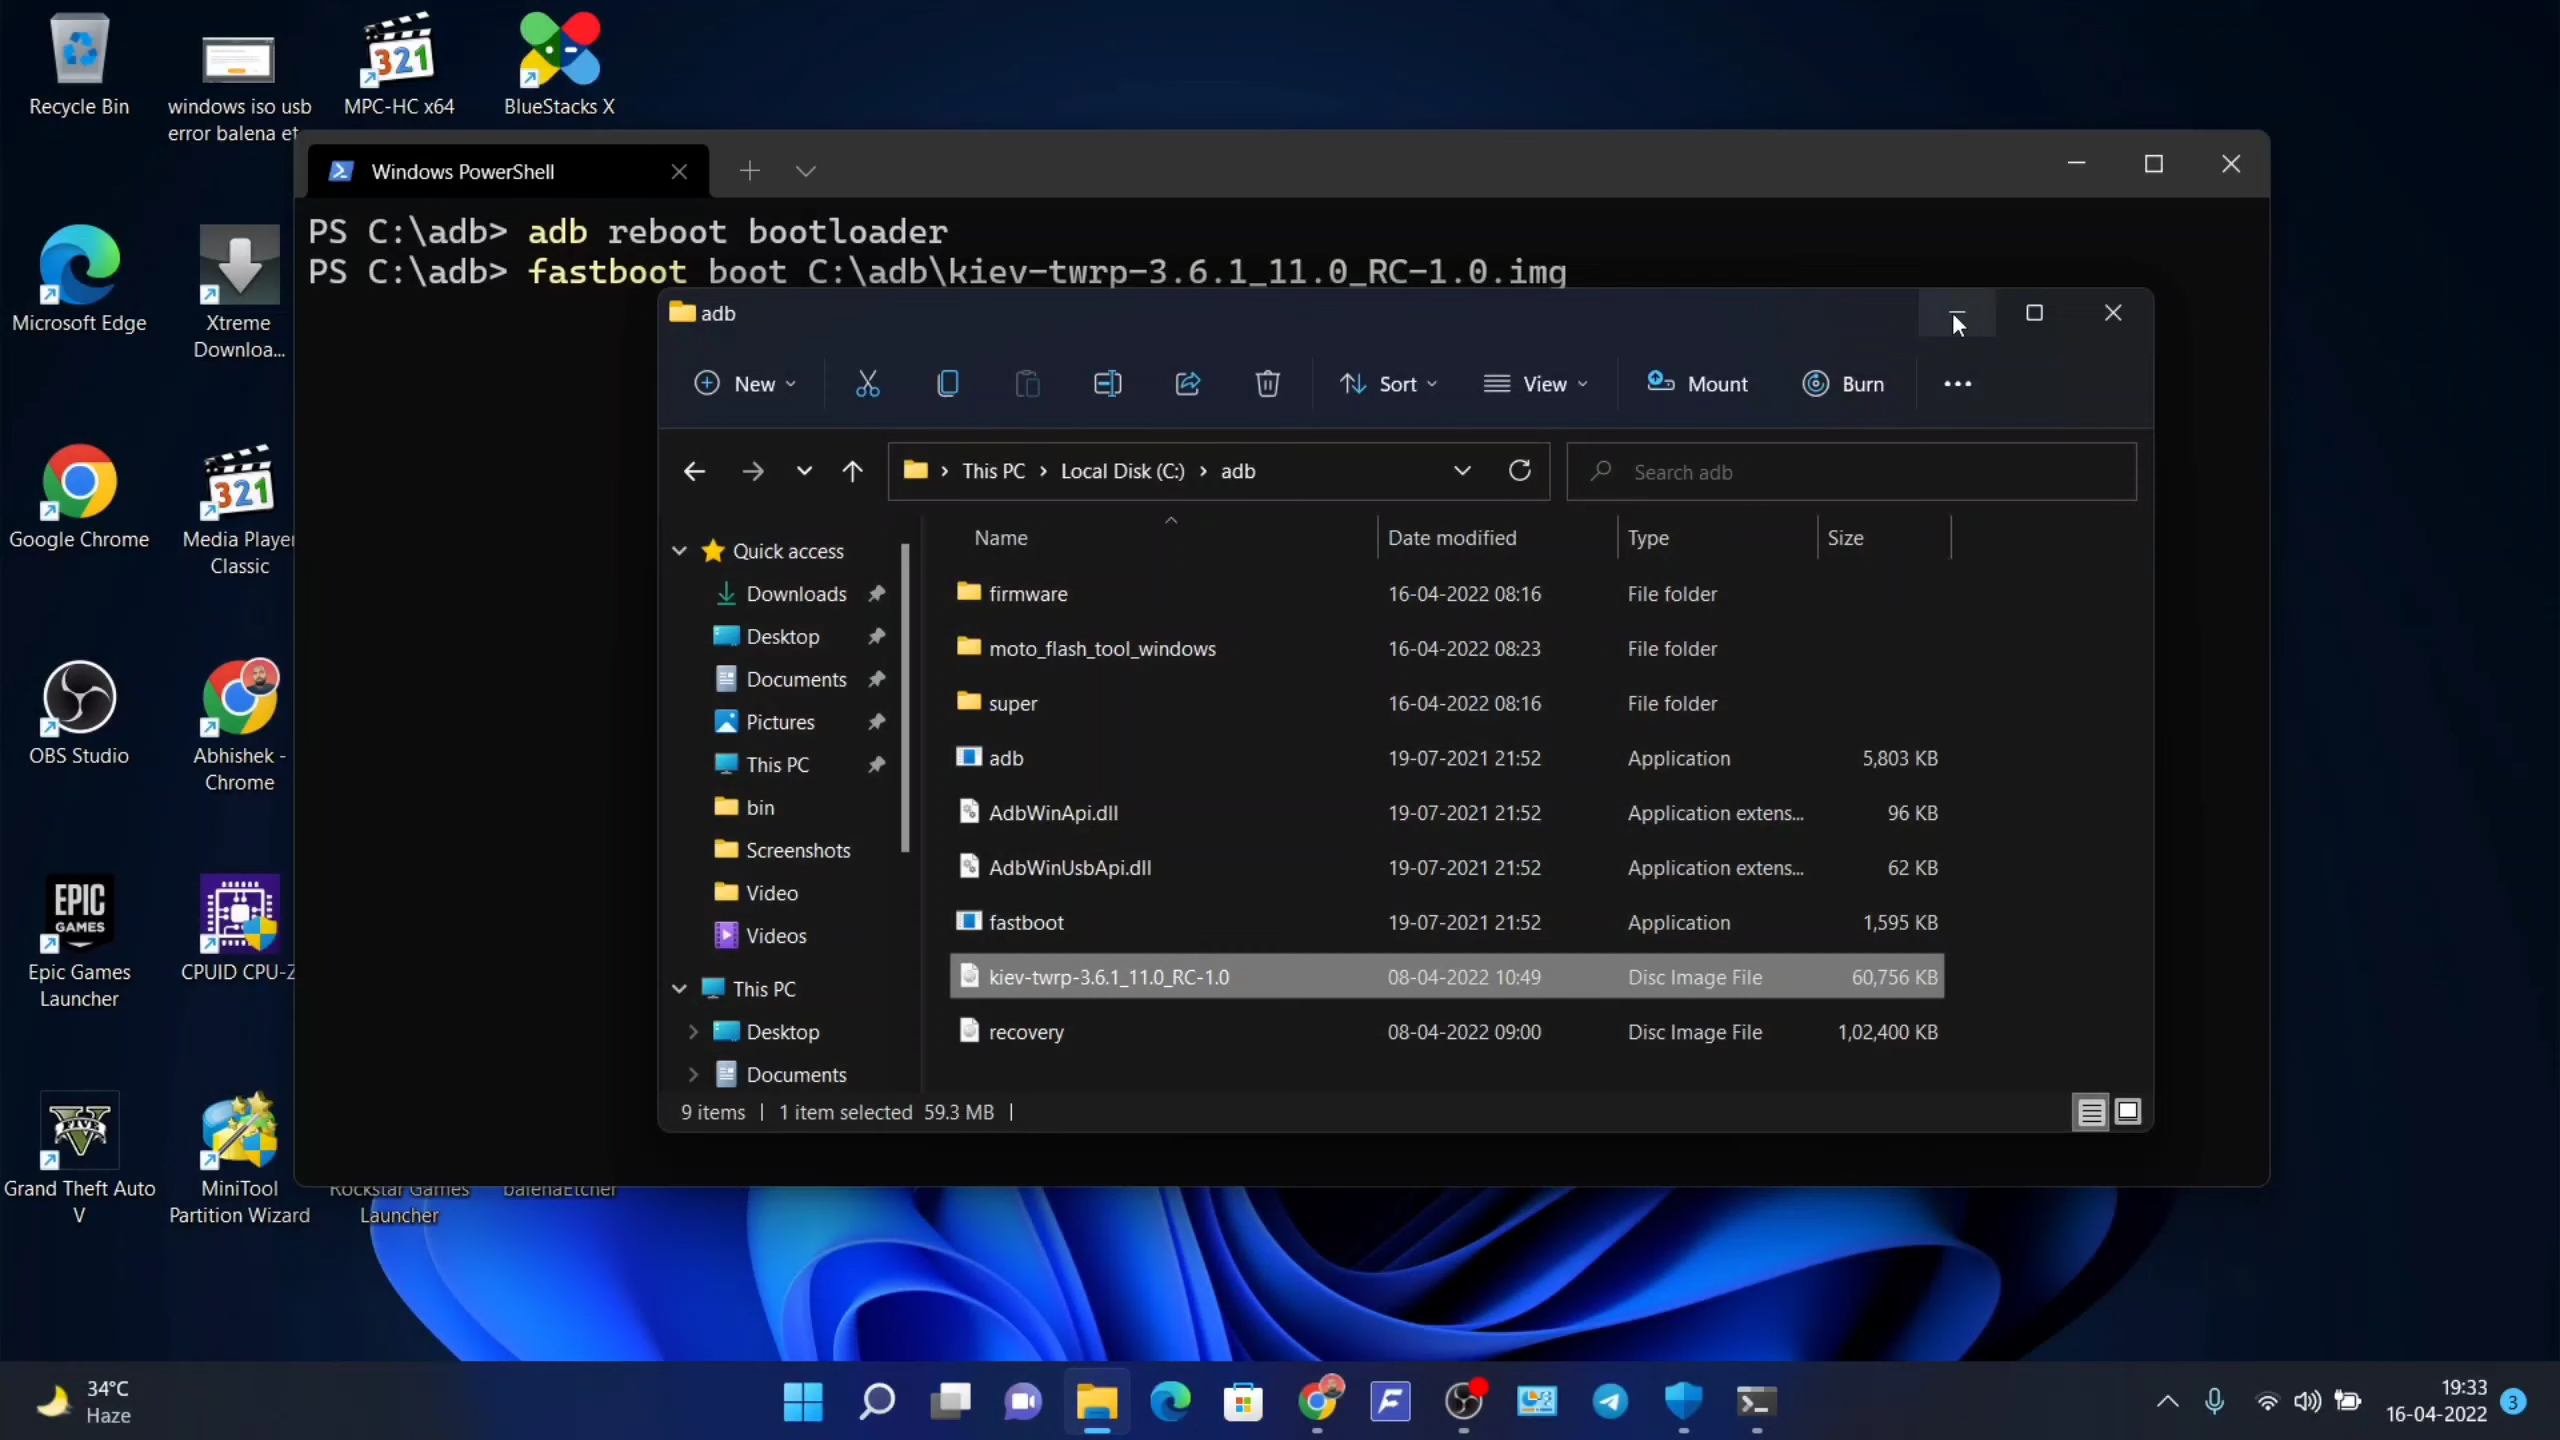 Recycle Bin
windows iso usb
error balena et
MPC-HC x64
BlueStacks X
Microsoft Edge
Xtreme
Downloa...
Google Chrome
Media Player
Classic
OBS Studio
Abhishek -
Chrome
EPIC
GAMES
Epic Games
Launcher
CPUID CPU-Z
FIVE
Grand Theft Auto
V
MiniTool
Partition Wizard
Rockstar Games
Launcher
balenaEtcher
321
321
Windows PowerShell
PS C:\adb> adb reboot bootloader
PS C:\adb> fastboot boot C:\adb\kiev-twrp-3.6.1_11.0_RC-1.0.img
adb
New
Sort
View
Mount
Burn
This PC > Local Disk (C:) > adb
Search adb
Name Date modified Type Size
Quick access
Downloads
Desktop
Documents
Pictures
This PC
bin
Screenshots
Video
Videos
This PC
Desktop
Documents
firmware 16-04-2022 08:16 File folder
moto_flash_tool_windows 16-04-2022 08:23 File folder
super 16-04-2022 08:16 File folder
adb 19-07-2021 21:52 Application 5,803 KB
AdbWinApi.dll 19-07-2021 21:52 Application extens... 96 KB
AdbWinUsbApi.dll 19-07-2021 21:52 Application extens... 62 KB
fastboot 19-07-2021 21:52 Application 1,595 KB
kiev-twrp-3.6.1_11.0_RC-1.0 08-04-2022 10:49 Disc Image File 60,756 KB
recovery 08-04-2022 09:00 Disc Image File 1,02,400 KB
9 items | 1 item selected 59.3 MB |
34°C
Haze
19:33
16-04-2022
3